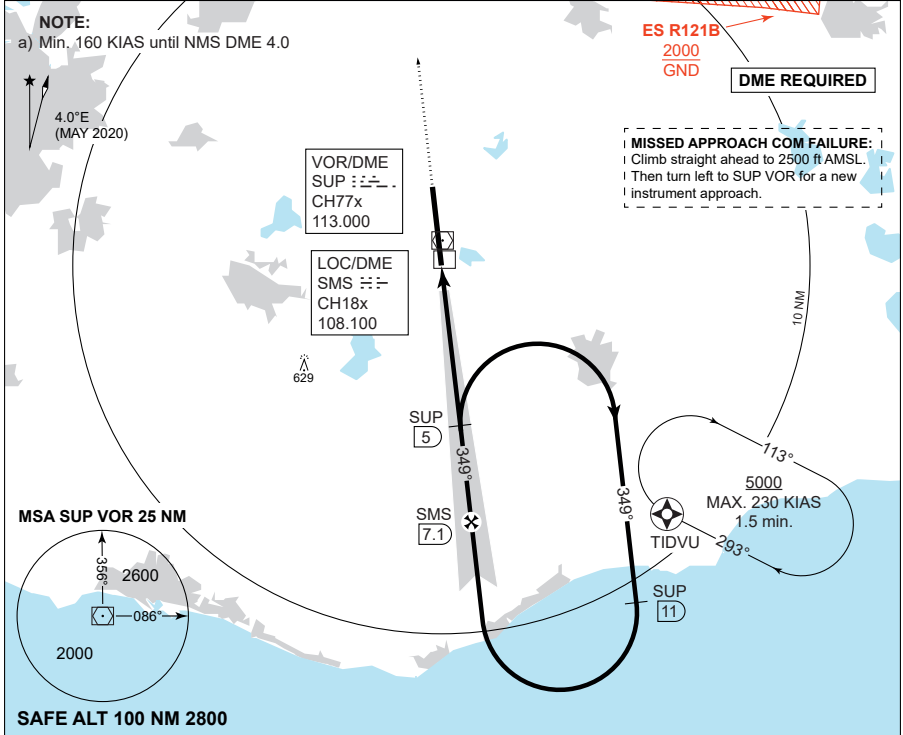 NOTE:
a) Min. 160 KIAS until NMS DME 4.0
4.0°E
(MAY 2020)
ES R121B
2000
GND
DME REQUIRED
MISSED APPROACH COM FAILURE:
Climb straight ahead to 2500 ft AMSL.
Then turn left to SUP VOR for a new
instrument approach.
VOR/DME
SUP
CH77x
113.000
LOC/DME
SMS
CH18x
108.100
10 NM
629
SUP
5
349°
SMS
7.1
349°
113°
5000
MAX. 230 KIAS
1.5 min.
293°
TIDVU
SUP
11
MSA SUP VOR 25 NM
356°
2600
086°
2000
SAFE ALT 100 NM 2800